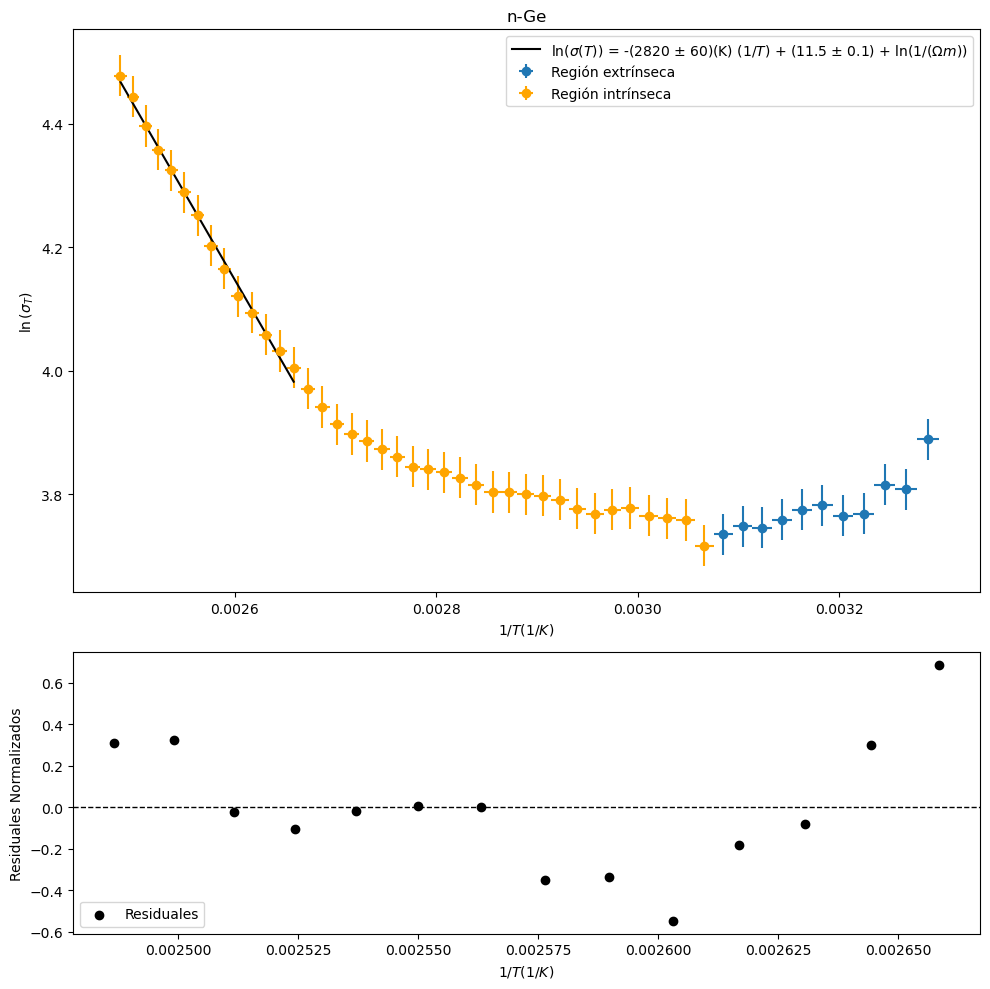 n-Ge
ln(σ(T)) = -(2820 ± 60)(K) (1/T) + (11.5 ± 0.1) + ln(1/(Ωm))
Región extrínseca
Región intrínseca
4.4
4.2
4.0
3.8
ln (σ_T)
0.0026 0.0028 0.0030 0.0032
1/T(1/K)
0.6
0.4
0.2
0.0
−0.2
−0.4
−0.6
Residuales Normalizados
Residuales
0.002500 0.002525 0.002550 0.002575 0.002600 0.002625 0.002650
1/T(1/K)